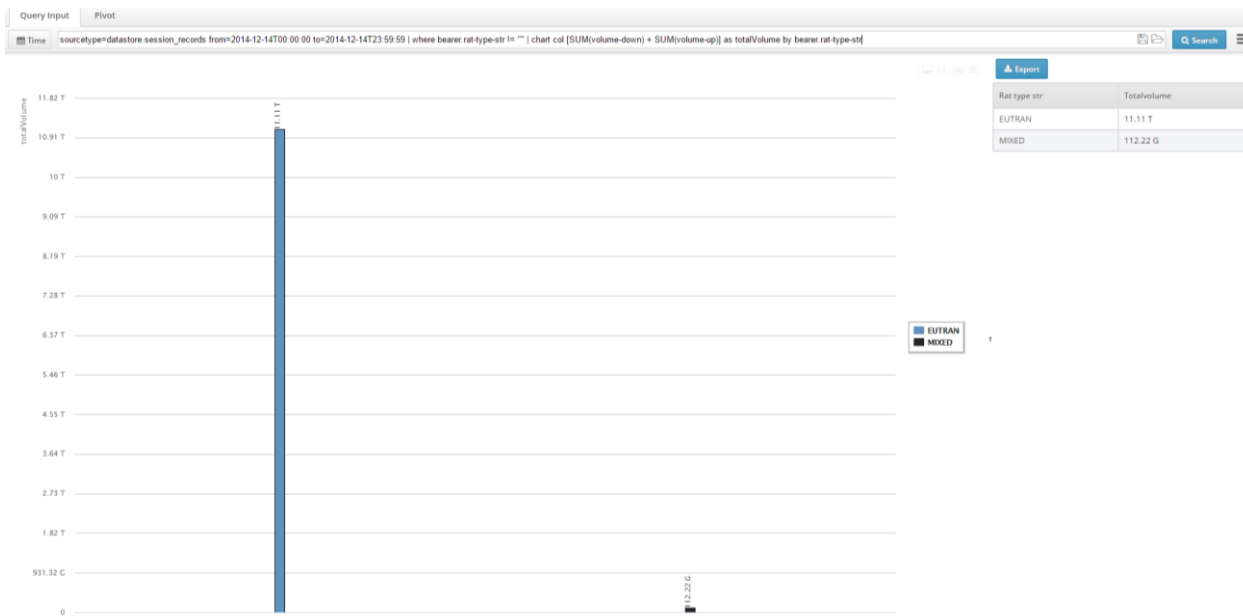 Query Input Pivot
Time sourcetype=datastore.session_records from=2014-12-14T00:00:00 to=2014-12-14T23:59:59 | where bearer.rat-type-str != "" | chart col [SUM(volume-down) + SUM(volume-up)] as totalVolume by bearer.rat-type-str Search
Export
Rat type str Totalvolume
EUTRAN 11.11 T
MIXED 112.22 G
totalVolume
11.82 T
10.91 T
10 T
9.09 T
8.19 T
7.28 T
6.37 T
5.46 T
4.55 T
3.64 T
2.73 T
1.82 T
931.32 G
0
11.11 T
112.22 G
EUTRAN
MIXED